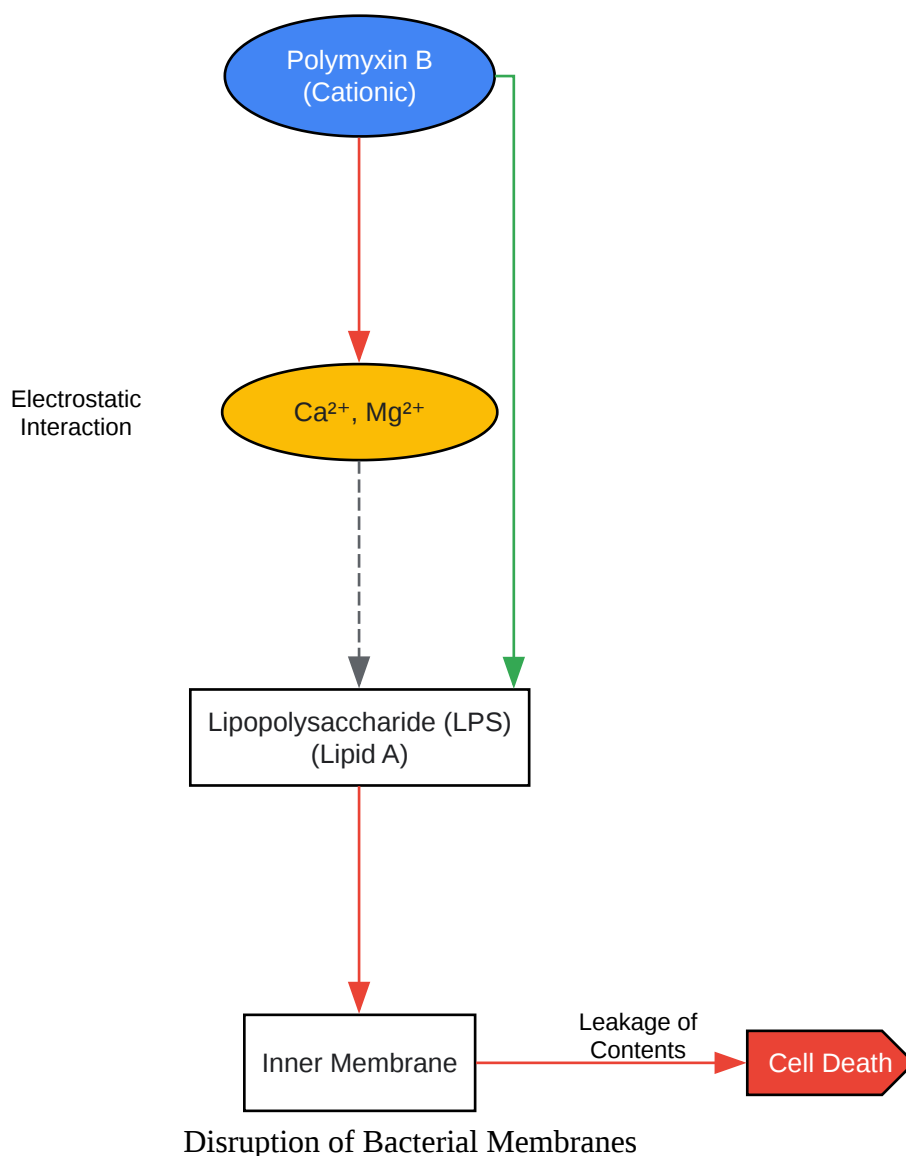 Polymyxin B
(Cationic)
Electrostatic
Interaction
Ca²⁺, Mg²⁺
Lipopolysaccharide (LPS)
(Lipid A)
Inner Membrane
Leakage of
Contents
Cell Death
Disruption of Bacterial Membranes